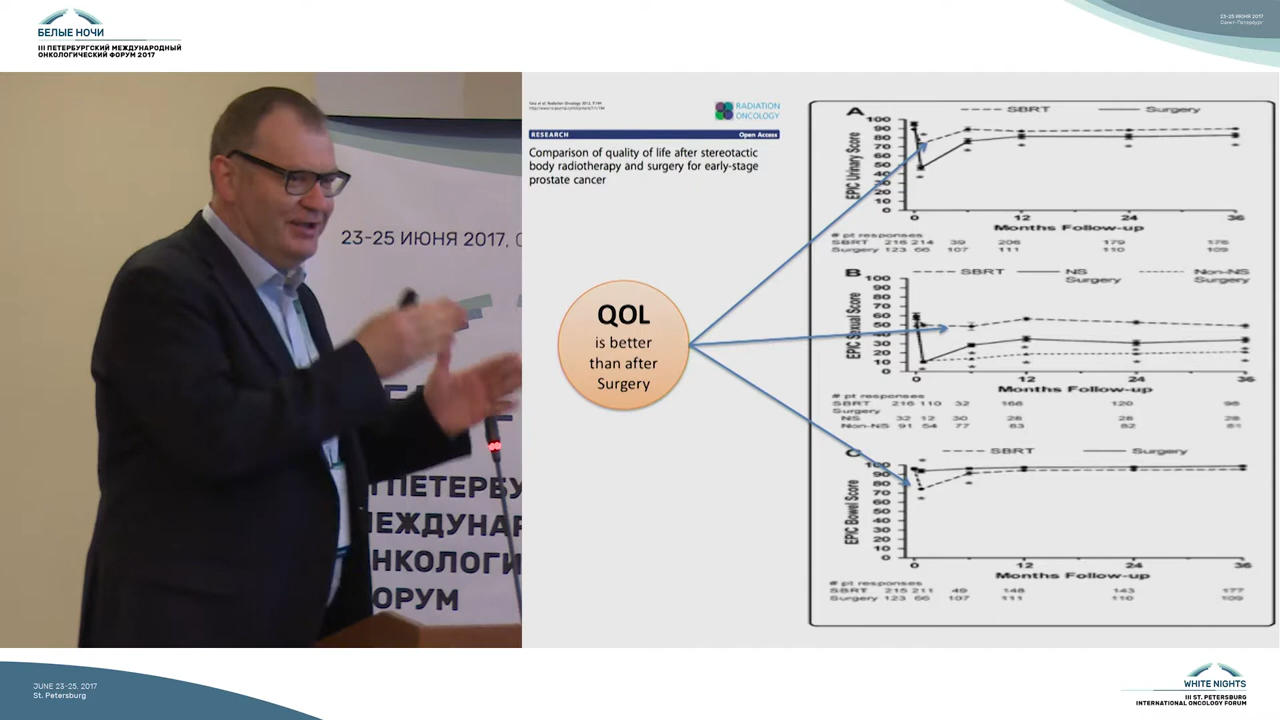 БЕЛЫЕ НОЧИ
III ПЕТЕРБУРГСКИЙ МЕЖДУНАРОДНЫЙ
ОНКОЛОГИЧЕСКИЙ ФОРУМ 2017
23-25 ИЮНЯ 2017
Санкт-Петербург
23-25 ИЮНЯ 2017, С
ПЕТЕРБУ
ЕЖДУНАР
НКОЛОГИ
ОРУМ
RADIATION
ONCOLOGY
RESEARCH Open Access
Comparison of quality of life after stereotactic
body radiotherapy and surgery for early-stage
prostate cancer
QOL
is better
than after
Surgery
A
SBRT Surgery
EPIC Urinary Score
100
90
80
70
60
50
40
30
20
10
0
0 12 24 36
Months Follow-up
# pt responses
SBRT 216 214 39 206 179 176
Surgery 123 66 107 111 110 109
B
SBRT NS Surgery Non-NS Surgery
EPIC Sexual Score
100
90
80
70
60
50
40
30
20
10
0
0 12 24 36
Months Follow-up
# pt responses
SBRT 216 110 32 166 120 98
Surgery
NS 32 12 30 28 28 28
Non-NS 91 54 77 83 82 81
C
SBRT Surgery
EPIC Bowel Score
100
90
80
70
60
50
40
30
20
10
0
0 12 24 36
Months Follow-up
# pt responses
SBRT 215 211 49 148 143 177
Surgery 123 66 107 111 110 109
JUNE 23-25, 2017
St. Petersburg
WHITE NIGHTS
III ST. PETERSBURG
INTERNATIONAL ONCOLOGY FORUM